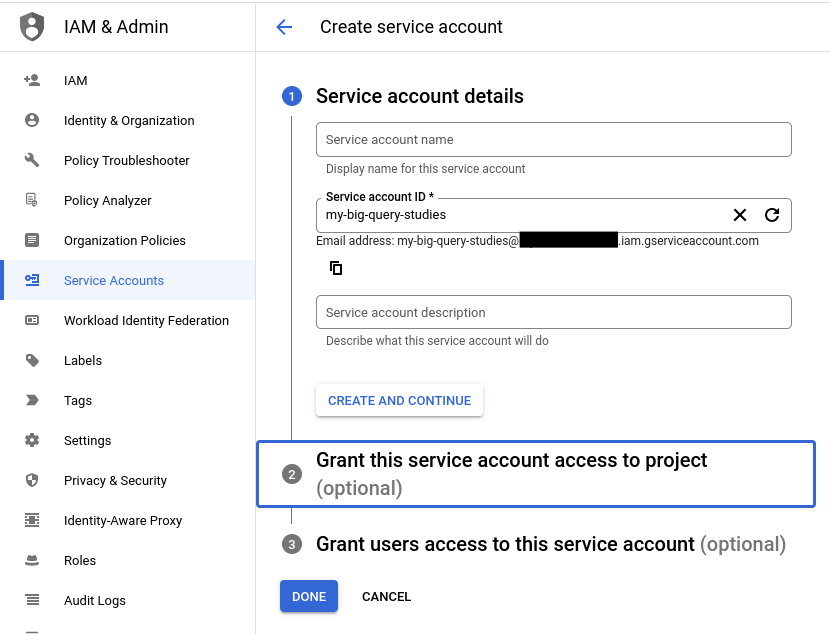 IAM & Admin
Create service account
IAM
Identity & Organization
Policy Troubleshooter
Policy Analyzer
Organization Policies
Service Accounts
Workload Identity Federation
Labels
Tags
Settings
Privacy & Security
Identity-Aware Proxy
Roles
Audit Logs
1 Service account details
Service account name
Display name for this service account
Service account ID *
my-big-query-studies
Email address: my-big-query-studies@ .iam.gserviceaccount.com
Service account description
Describe what this service account will do
CREATE AND CONTINUE
2 Grant this service account access to project
(optional)
3 Grant users access to this service account (optional)
DONE CANCEL